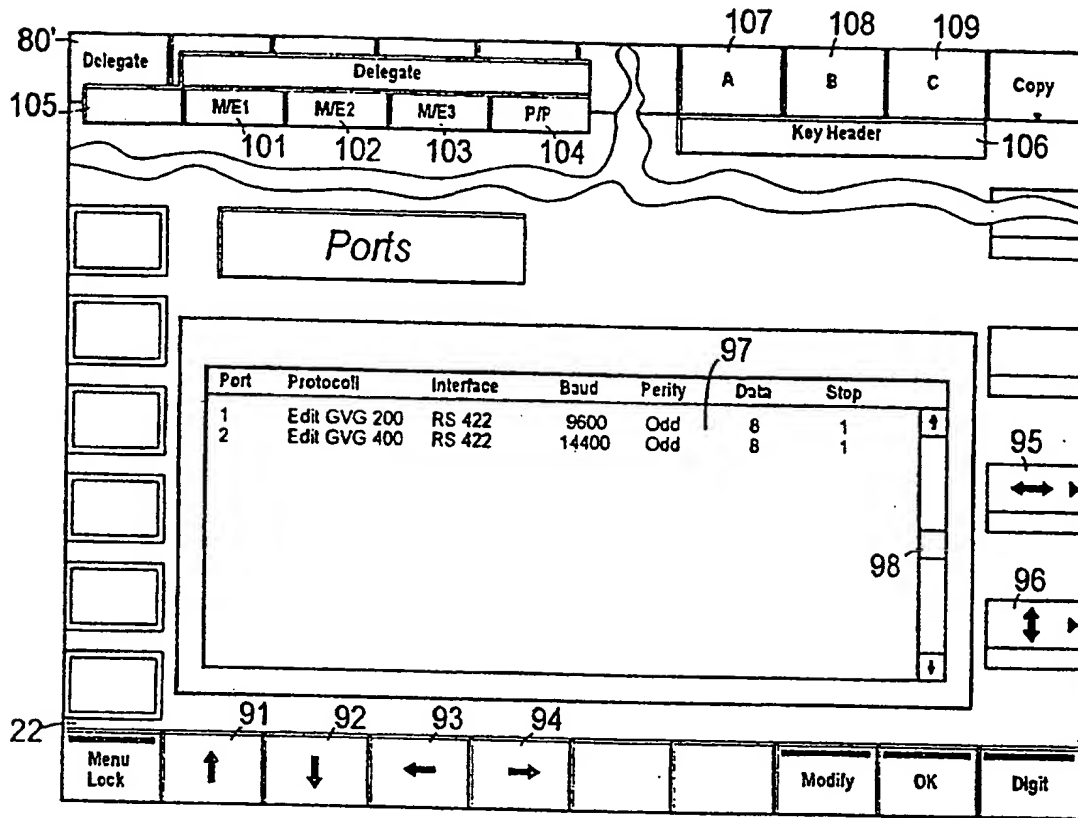 107 108 109
80'
Delegate
Delegate
A B C Copy
105
M/E1 M/E2 M/E3 P/P
Key Header
101 102 103 104
106
Ports
97
Port Protocoll Interface Baud Perify Data Stop
1 Edit GVG 200 RS 422 9600 Odd 8 1
2 Edit GVG 400 RS 422 14400 Odd 8 1
95
98
96
22
91 92 93 94
Menu
Lock
Modify OK Digit